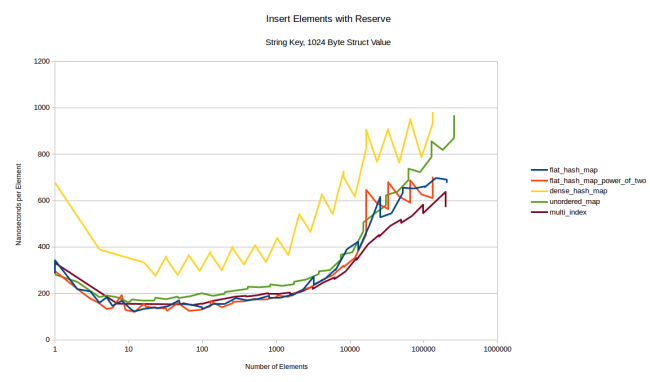 Insert Elements with Reserve
String Key, 1024 Byte Struct Value
1200
1000
800
600
400
200
0
Nanoseconds per Element
1
10
100
1000
10000
100000
1000000
Number of Elements
flat_hash_map
flat_hash_map_power_of_two
dense_hash_map
unordered_map
multi_index